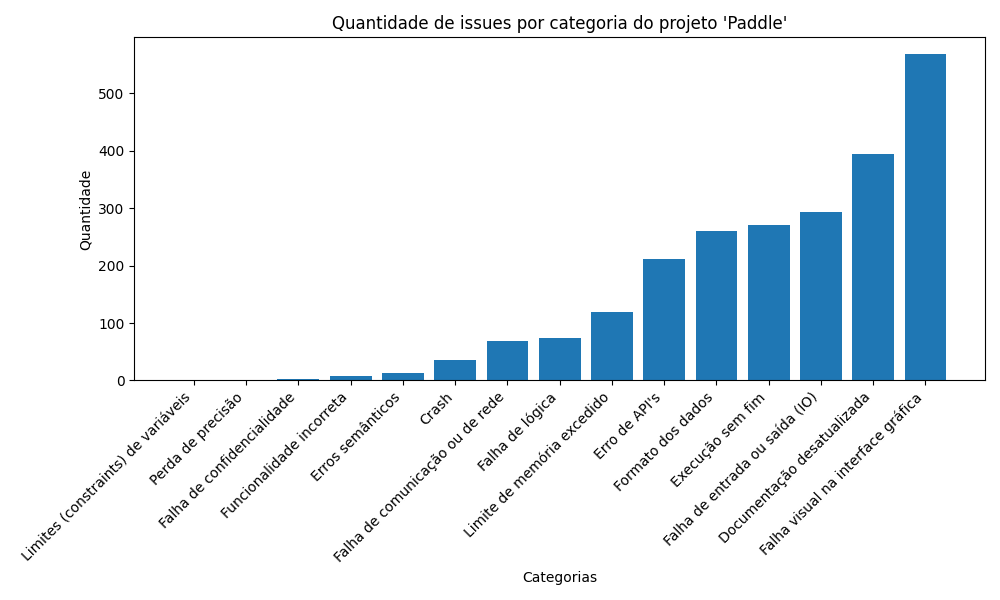 Quantidade de issues por categoria do projeto 'Paddle'
Quantidade
500
400
300
200
100
0
Limites (constraints) de variáveis
Perda de precisão
Falha de confidencialidade
Funcionalidade incorreta
Erros semânticos
Crash
Falha de comunicação ou de rede
Falha de lógica
Limite de memória excedido
Erro de API's
Formato dos dados
Execução sem fim
Falha de entrada ou saída (IO)
Documentação desatualizada
Falha visual na interface gráfica
Categorias